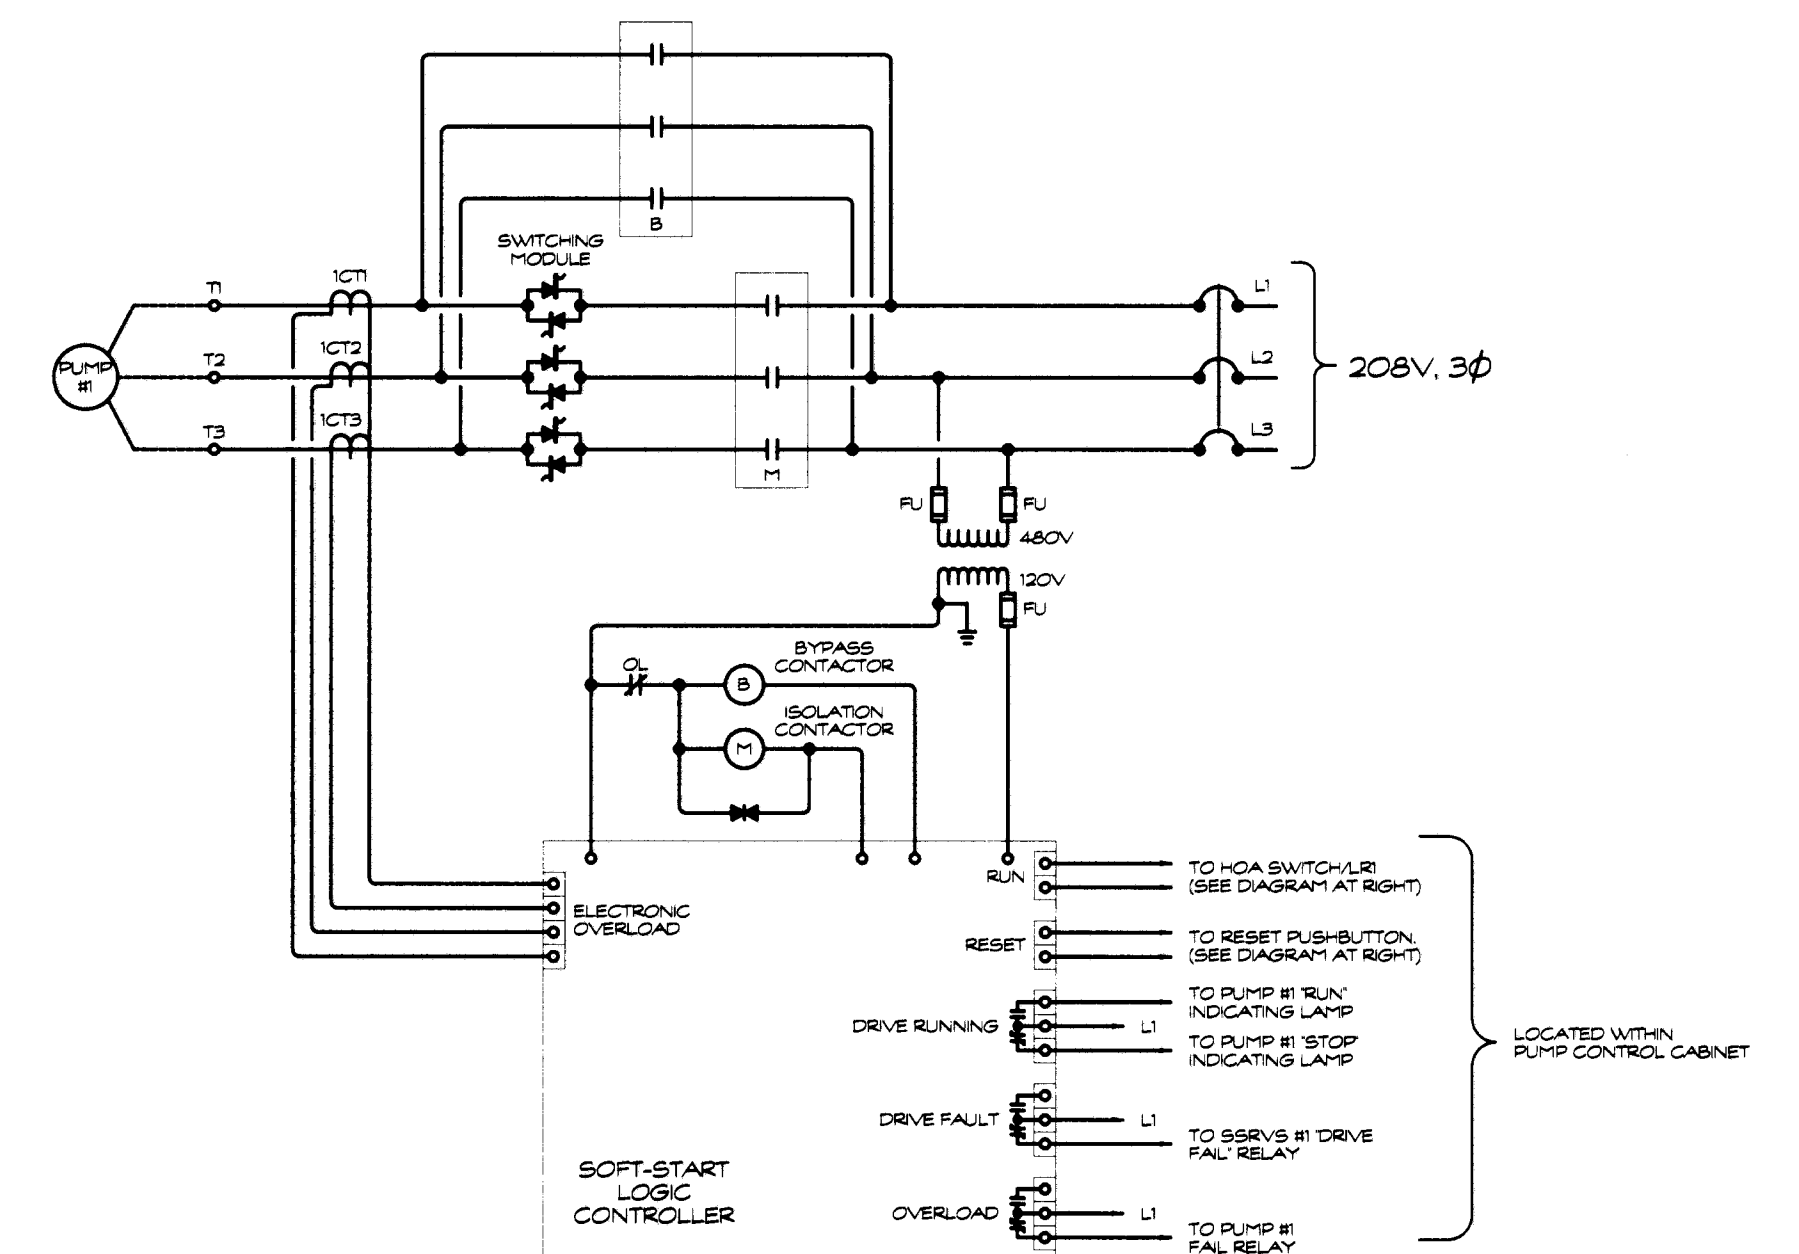 B
SWITCHING
MODULE
1CT1
T1
L1
1CT2
T2
L2
PUMP
#1
208V, 3Ø
1CT3
T3
L3
M
FU
FU
480V
120V
FU
BYPASS
CONTACTOR
OL
B
ISOLATION
CONTACTOR
M
RUN
TO HOA SWITCH/LR1
(SEE DIAGRAM AT RIGHT)
ELECTRONIC
OVERLOAD
RESET
TO RESET PUSHBUTTON.
(SEE DIAGRAM AT RIGHT)
TO PUMP #1 "RUN"
INDICATING LAMP
DRIVE RUNNING
L1
TO PUMP #1 "STOP"
INDICATING LAMP
LOCATED WITHIN
PUMP CONTROL CABINET
DRIVE FAULT
L1
TO SSRVS #1 "DRIVE
FAIL" RELAY
SOFT-START
LOGIC
CONTROLLER
OVERLOAD
L1
TO PUMP #1
FAIL RELAY